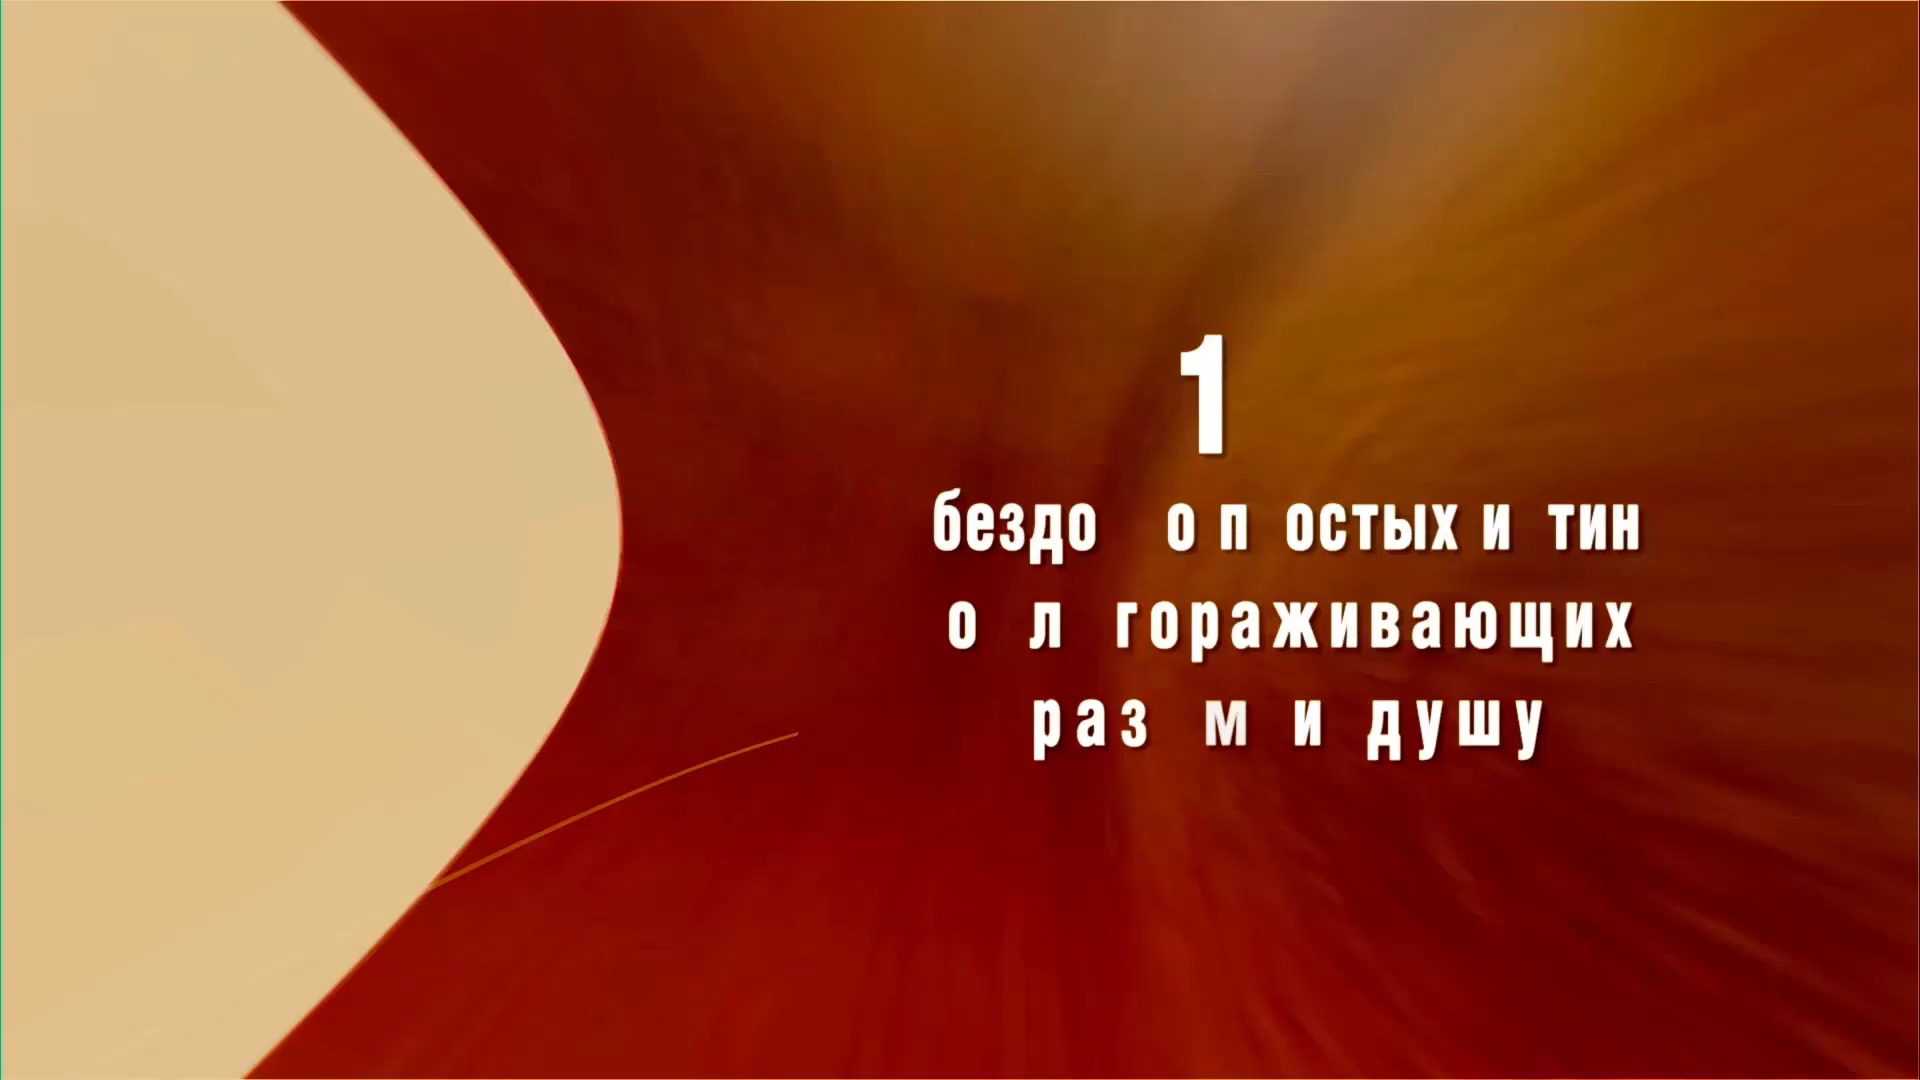 1
бездо о п остых и тин
о л гораживающих
раз м и душу